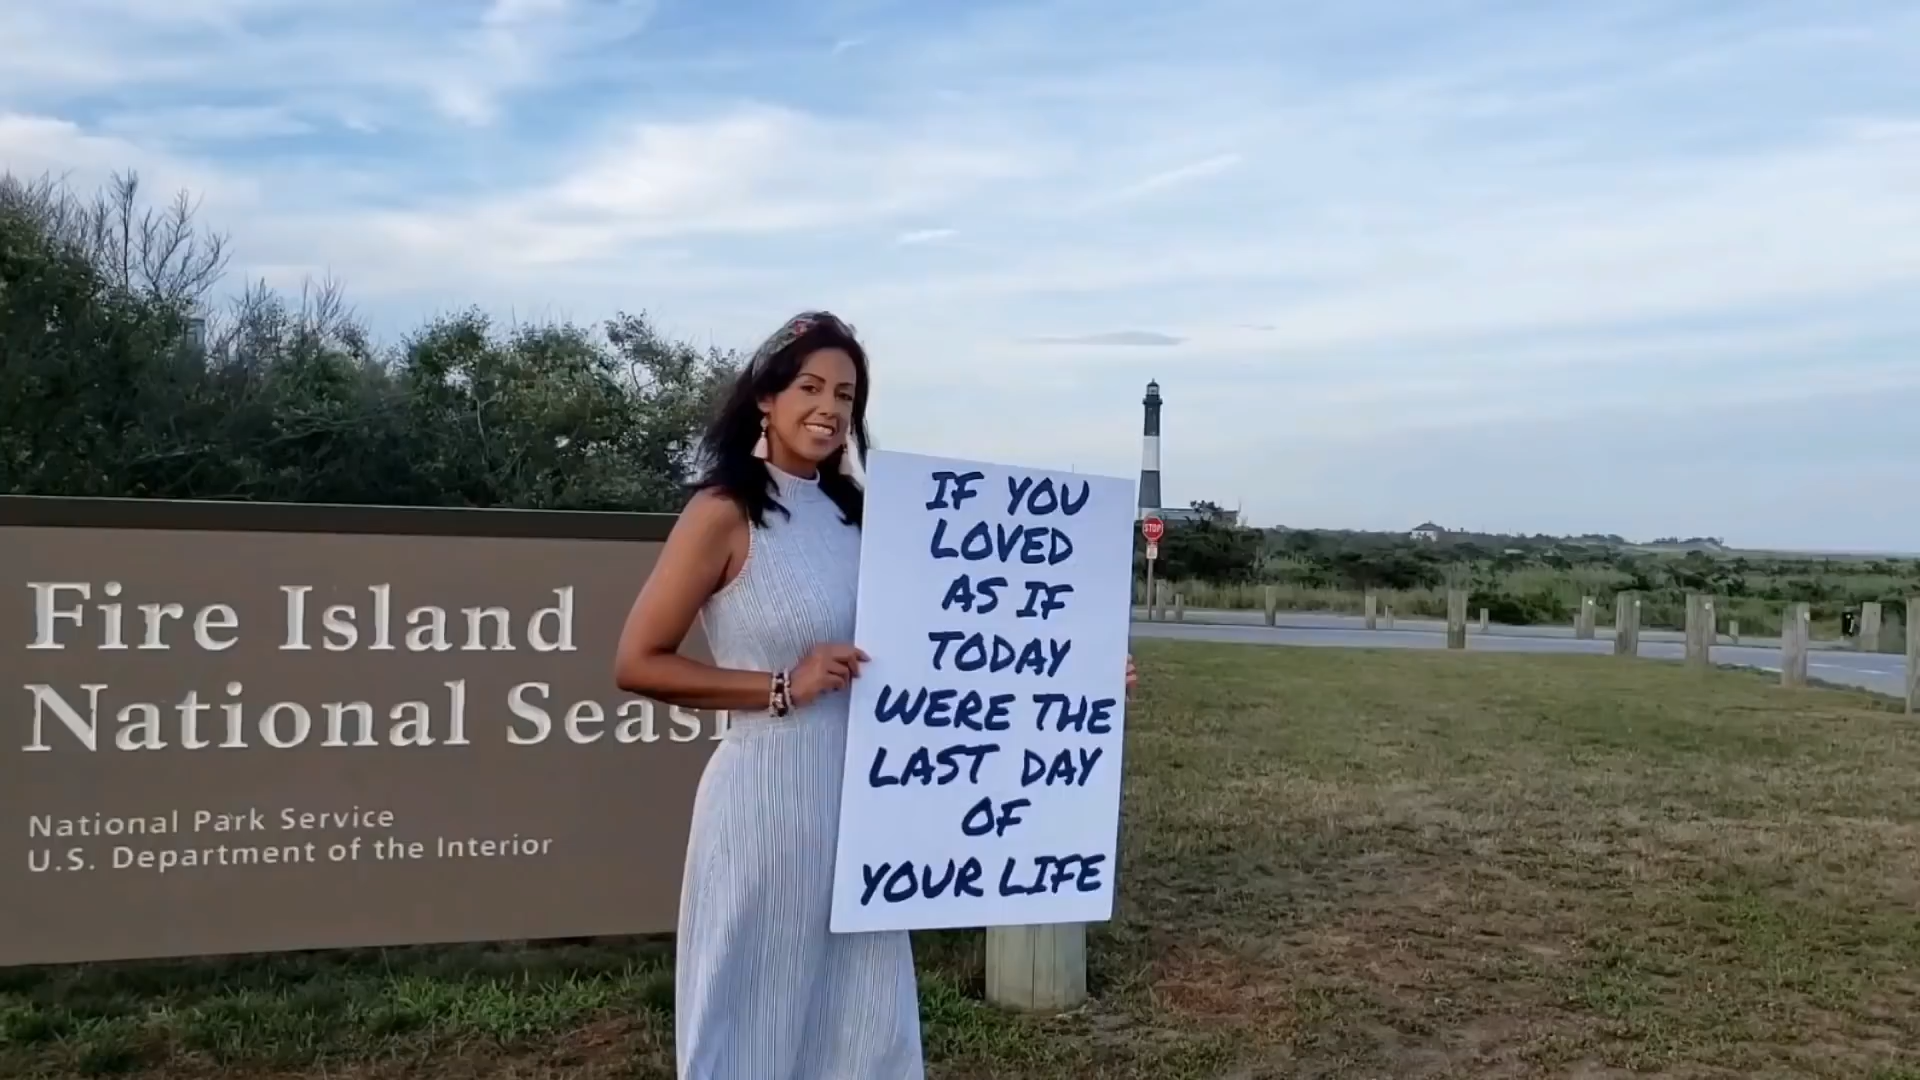 Fire Island
National Seas
National Park Service
U.S. Department of the Interior
IF YOU
LOVED
AS IF
TODAY
WERE THE
LAST DAY
OF
YOUR LIFE
STOP